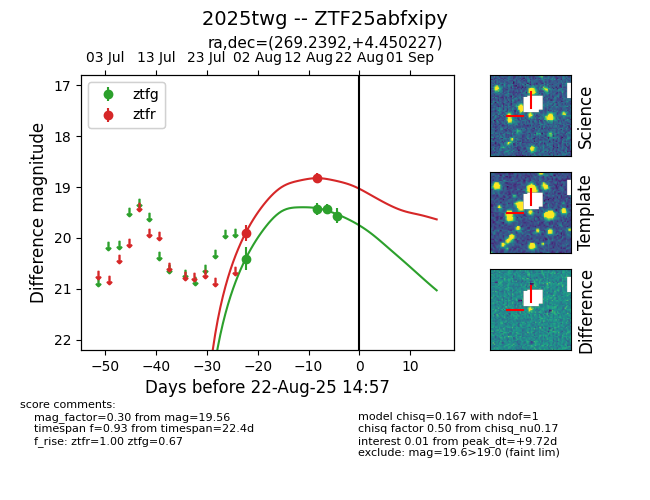 2025twg -- ZTF25abfxipy
ra,dec=(269.2392,+4.450227)
03 Jul 13 Jul 23 Jul 02 Aug 12 Aug 22 Aug 01 Sep
ztfg
ztfr
17
18
19
20
21
22
Difference magnitude
−50 −40 −30 −20 −10 0 10
Days before 22-Aug-25 14:57
Science
Template
Difference
score comments:
mag_factor=0.30 from mag=19.56
timespan f=0.93 from timespan=22.4d
f_rise: ztfr=1.00 ztfg=0.67
model chisq=0.167 with ndof=1
chisq factor 0.50 from chisq_nu0.17
interest 0.01 from peak_dt=+9.72d
exclude: mag=19.6>19.0 (faint lim)